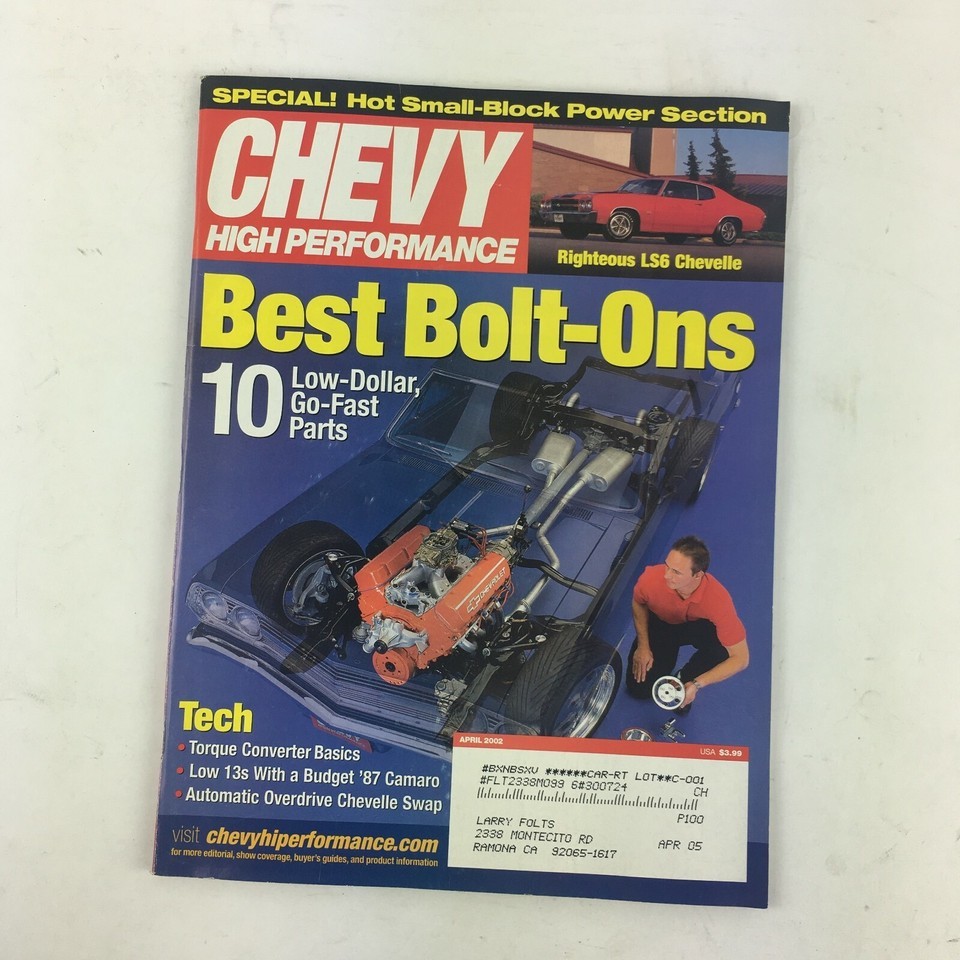 SPECIAL! Hot Small-Block Power Section
CHEVY
HIGH PERFORMANCE
Righteous LS6 Chevelle
Best Bolt-Ons
10 Low-Dollar,
Go-Fast
Parts
CHEVROLET
Tech
• Torque Converter Basics
• Low 13s With a Budget '87 Camaro
• Automatic Overdrive Chevelle Swap
visit chevyhiperformance.com
for more editorial, show coverage, buyer's guides, and product information
APRIL 2002
USA $3.99
#BXNBSXV ******CAR-RT LOT**C-001
#FLT2338M099 6#300724 CH
P100
LARRY FOLTS
2338 MONTECITO RD APR 05
RAMONA CA 92065-1617